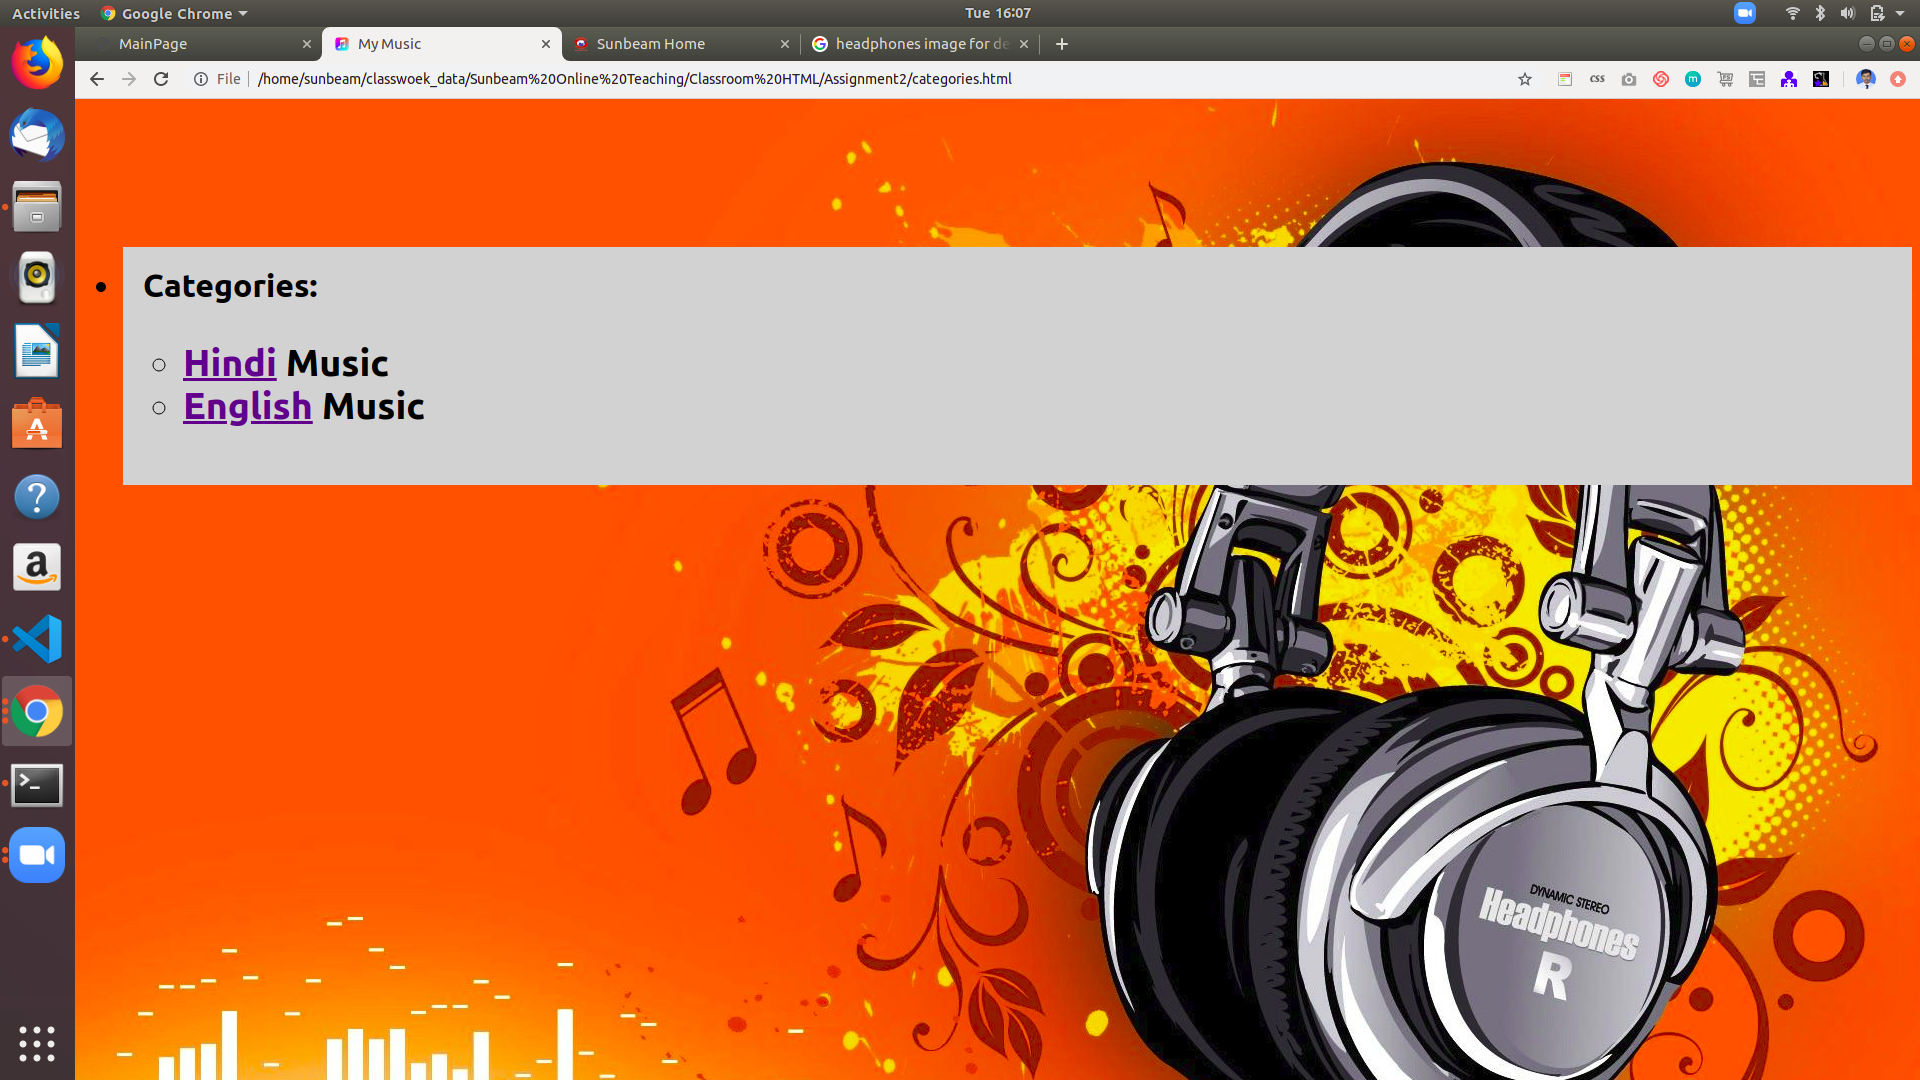 Activities
Google Chrome
Tue 16:07
MainPage
My Music
Sunbeam Home
headphones image for de
File
/home/sunbeam/classwoek_data/Sunbeam%20Online%20Teaching/Classroom%20HTML/Assignment2/categories.html
css
m
Categories:
Hindi Music
English Music
DYNAMIC STEREO
Headphones
R